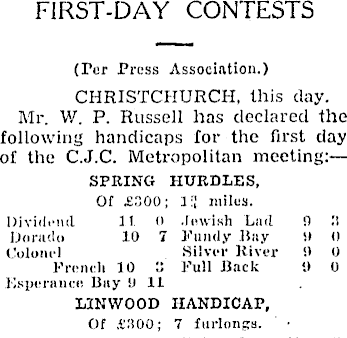 FIRST-DAY CONTESTS
(Per Press Association.)
CHRISTCHURCH, this day.
Mr. W. P. Russell has declared the
following handicaps for the first day
of the C.J.C. Metropolitan meeting:—
SPRING HURDLES,
Of £300; 1¾ miles.
Dividend 11 0 Jewish Lad 9 3
Dorado 10 7 Fundy Bay 9 0
Colonel Silver River 9 0
French 10 3 Full Back 9 0
Esperance Bay 9 11
LINWOOD HANDICAP,
Of £300; 7 furlongs.